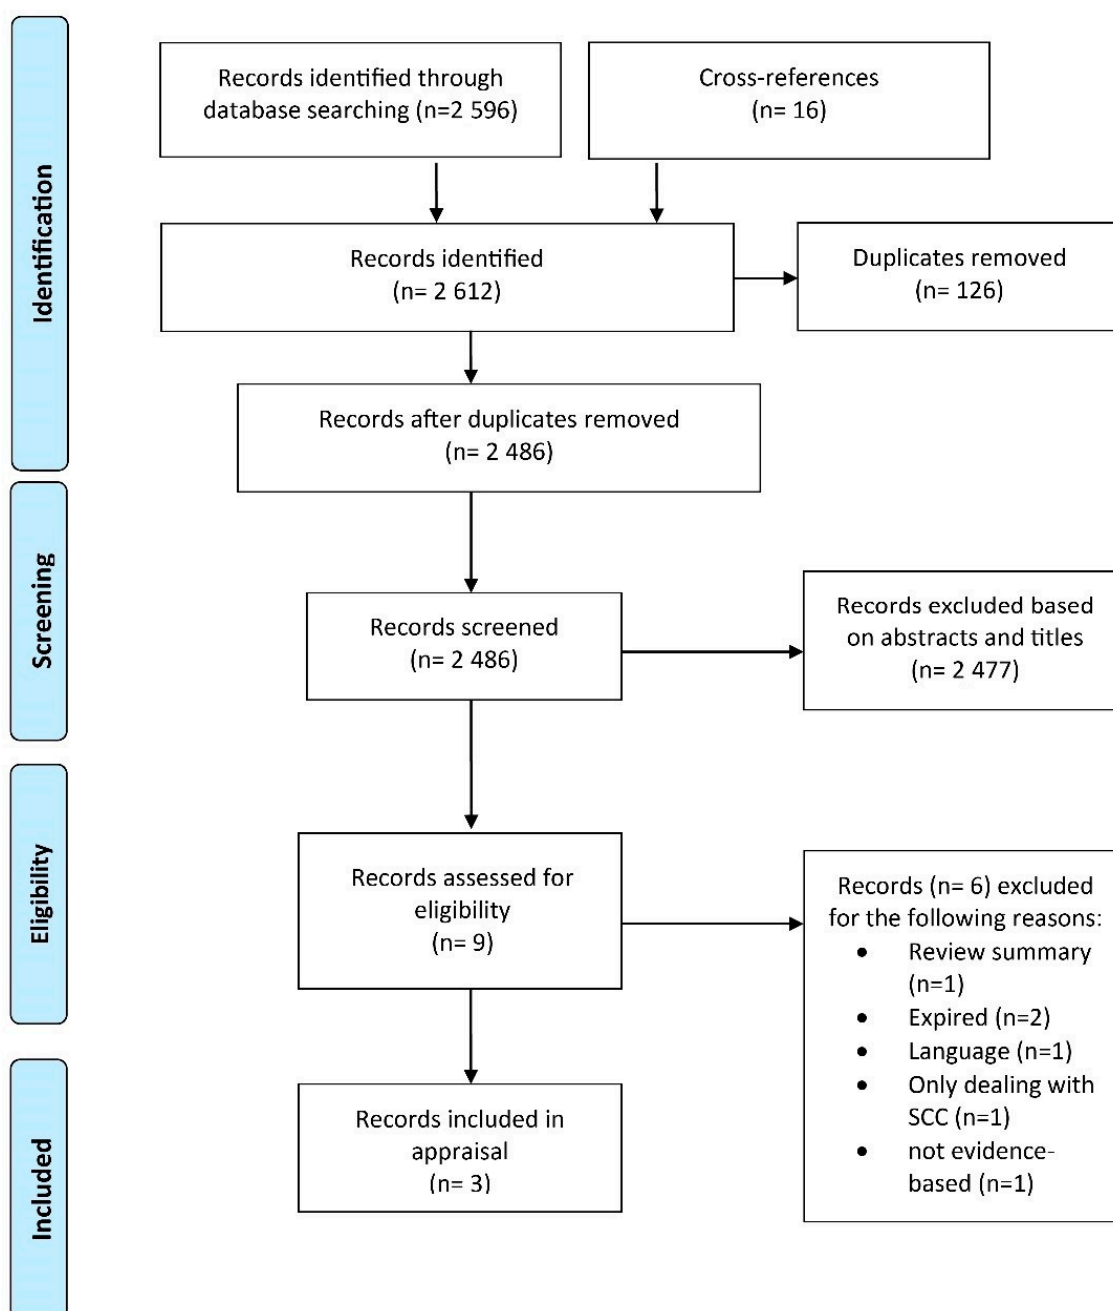 Identification
Records identified through
database searching (n=2 596)
Cross-references
(n= 16)
Records identified
(n= 2 612)
Duplicates removed
(n= 126)
Records after duplicates removed
(n= 2 486)
Screening
Records screened
(n= 2 486)
Records excluded based
on abstracts and titles
(n= 2 477)
Eligibility
Records assessed for
eligibility
(n= 9)
Records (n= 6) excluded
for the following reasons:
• Review summary
(n=1)
• Expired (n=2)
• Language (n=1)
• Only dealing with
SCC (n=1)
• not evidence-
based (n=1)
Included
Records included in
appraisal
(n= 3)